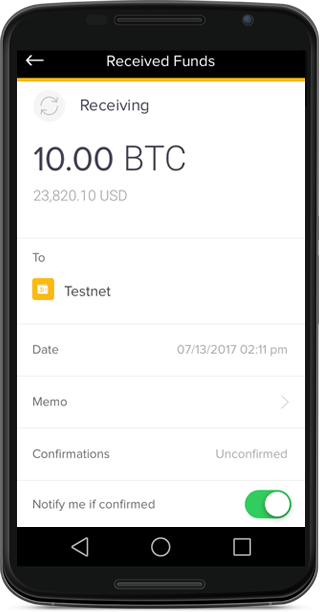 Received Funds
Receiving
10.00 BTC
23,820.10 USD
To
Testnet
Date 07/13/2017 02:11 pm
Memo
Confirmations Unconfirmed
Notify me if confirmed